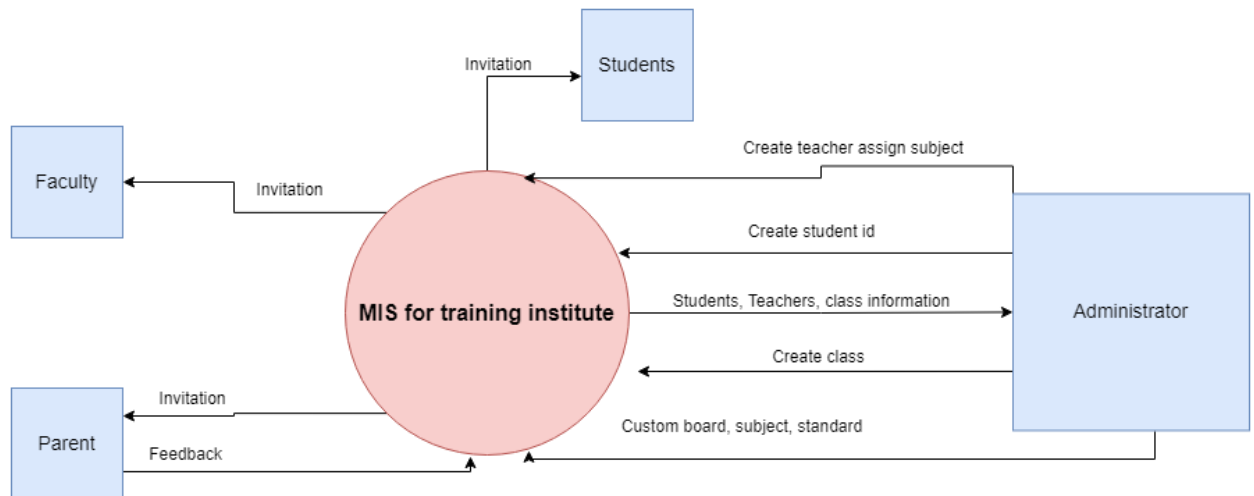 Invitation
Students
Create teacher assign subject
Faculty
Invitation
Create student id
Students, Teachers, class information
MIS for training institute
Administrator
Create class
Invitation
Custom board, subject, standard
Parent
Feedback